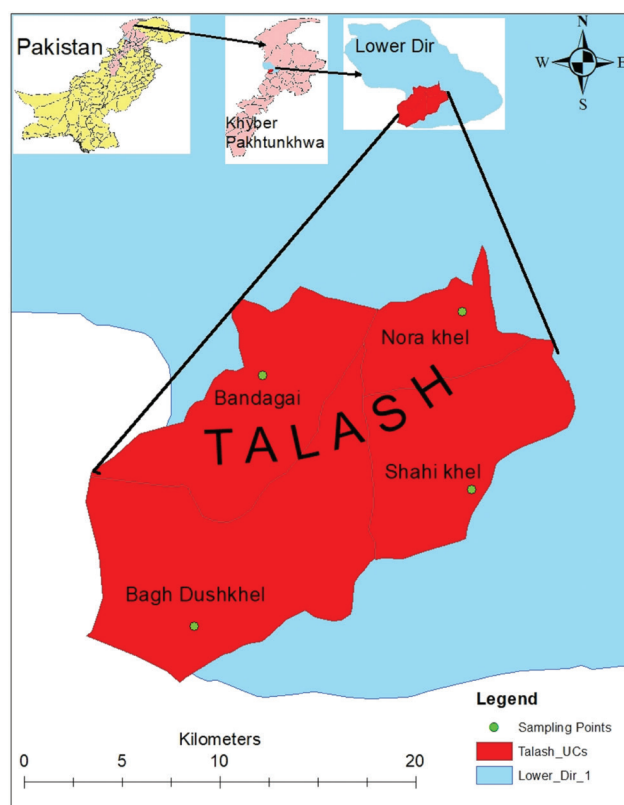 Pakistan
Khyber
Pakhtunkhwa
Lower Dir
N
W E
S
Nora khel
Bandagai
TALASH
Shahi khel
Bagh Dushkhel
Legend
Sampling Points
Talash_UCs
Lower_Dir_1
Kilometers
0 5 10 20